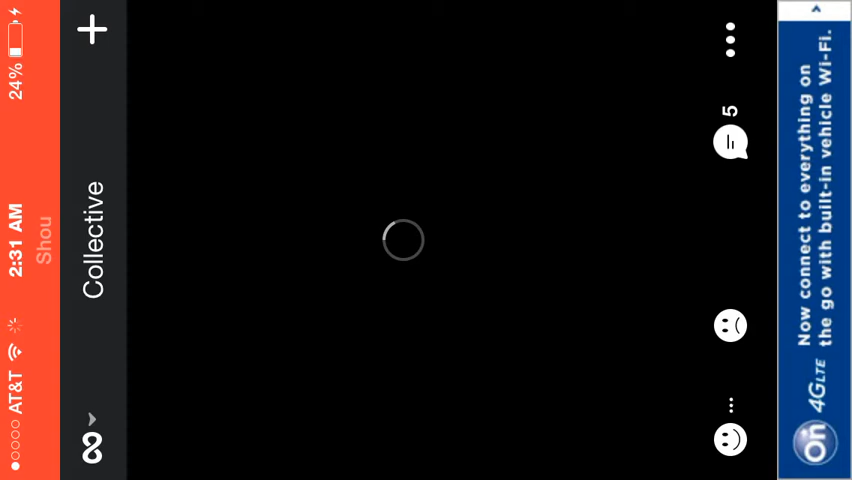 AT&T 2:31 AM 24%
Shou
Collective
...
5
On 4G LTE
Now connect to everything on
the go with built-in vehicle Wi-Fi.